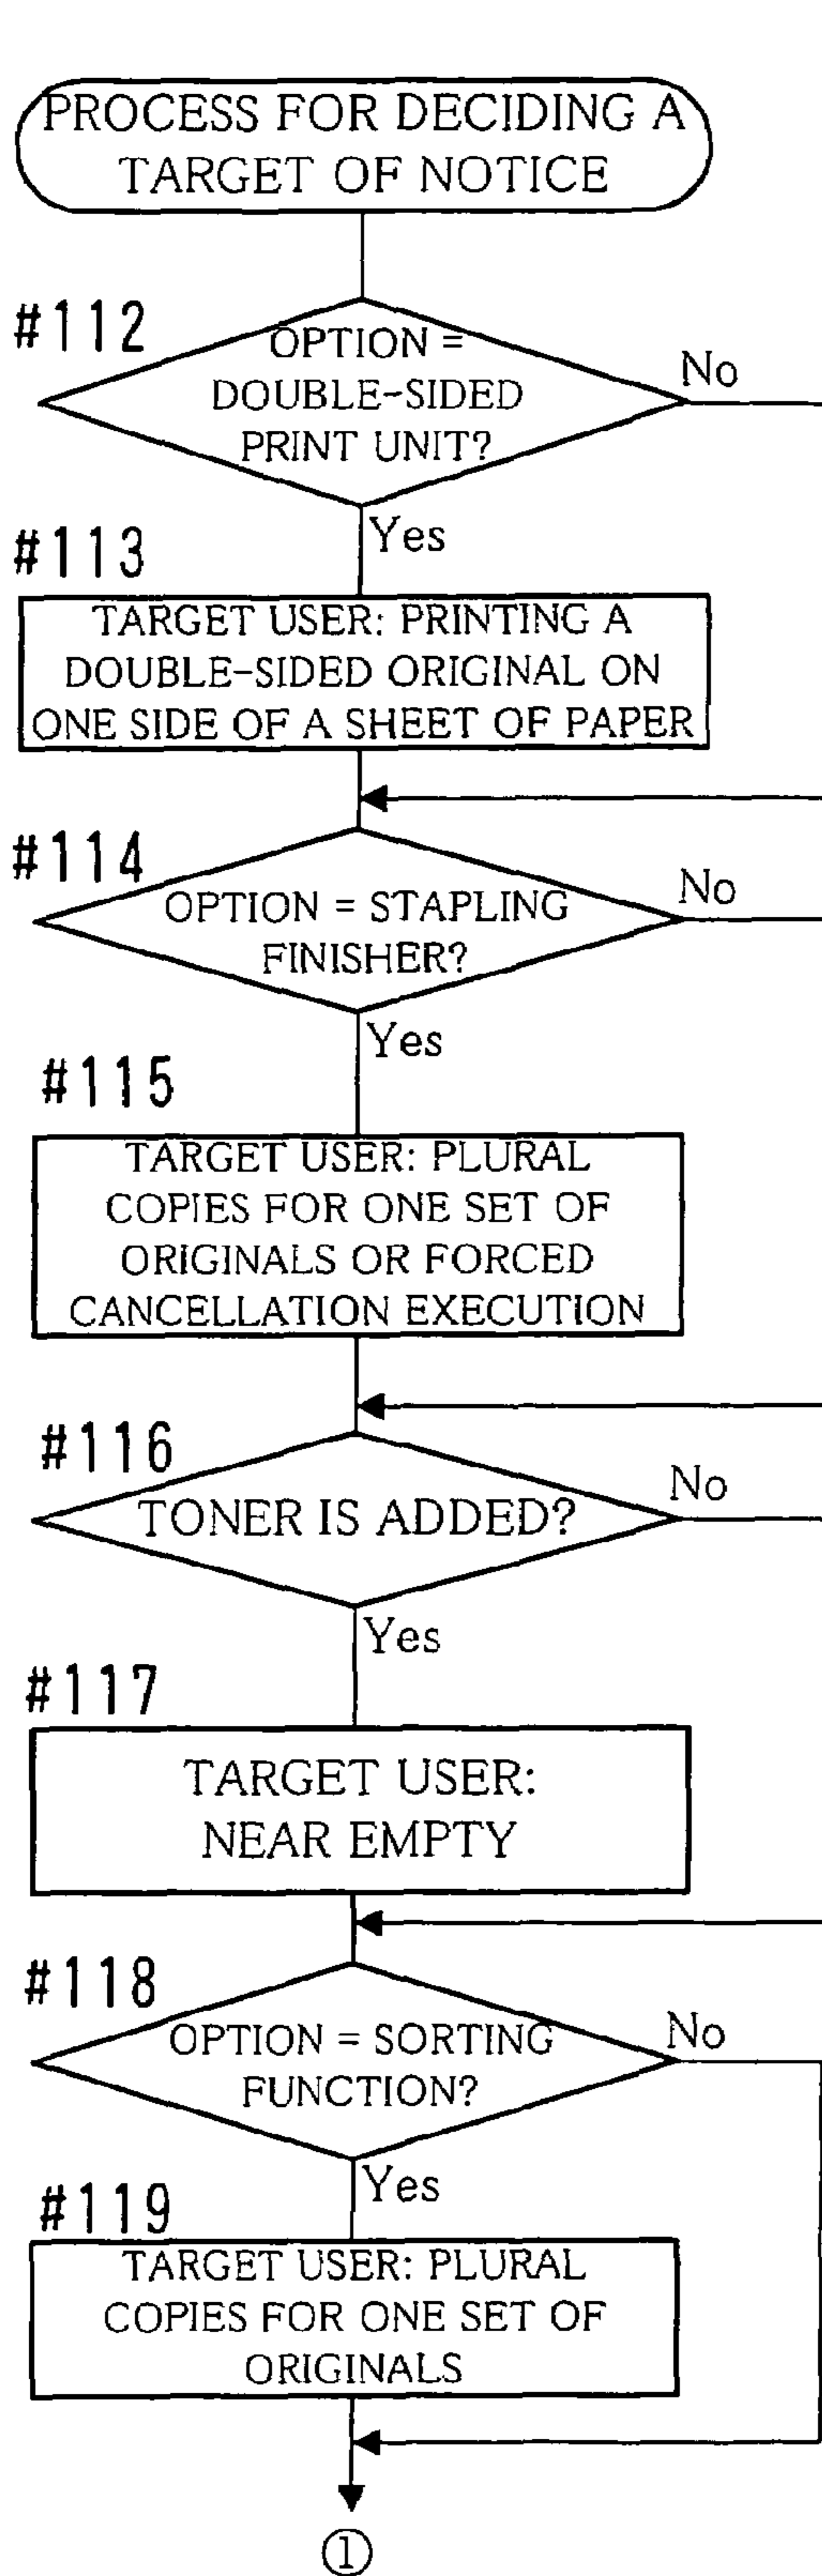 PROCESS FOR DECIDING A
TARGET OF NOTICE
#112
OPTION =
DOUBLE-SIDED
PRINT UNIT?
No
Yes
#113
TARGET USER: PRINTING A
DOUBLE-SIDED ORIGINAL ON
ONE SIDE OF A SHEET OF PAPER
#114
OPTION = STAPLING
FINISHER?
No
Yes
#115
TARGET USER: PLURAL
COPIES FOR ONE SET OF
ORIGINALS OR FORCED
CANCELLATION EXECUTION
#116
TONER IS ADDED?
No
Yes
#117
TARGET USER:
NEAR EMPTY
#118
OPTION = SORTING
FUNCTION?
No
Yes
#119
TARGET USER: PLURAL
COPIES FOR ONE SET OF
ORIGINALS
①